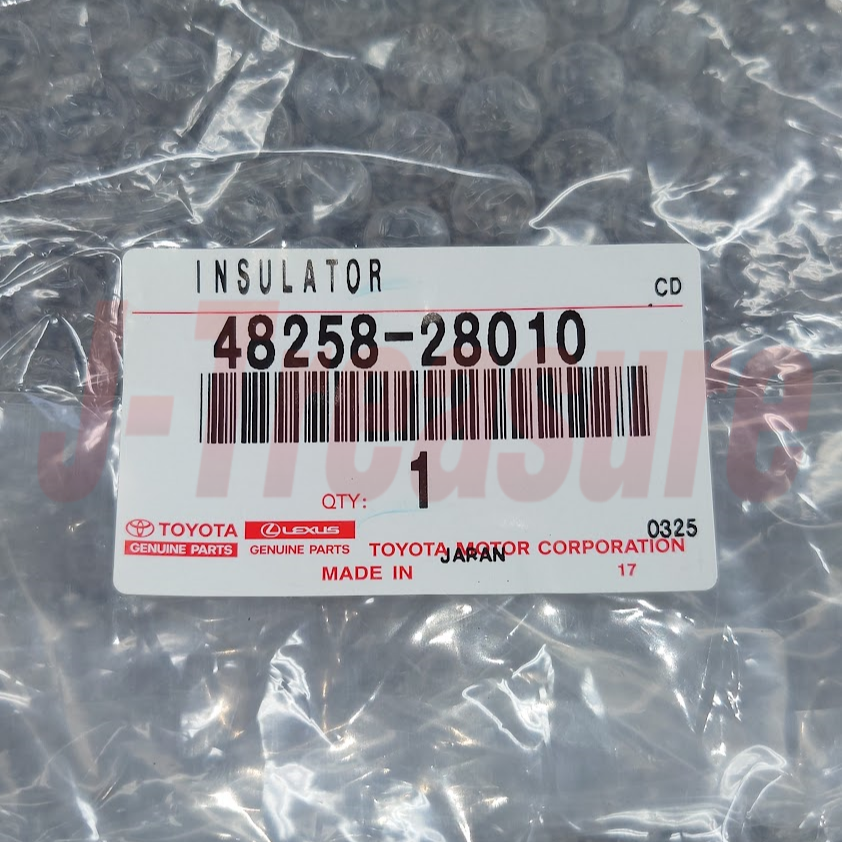 INSULATOR
CD
48258-28010
J-Treasure
QTY: 1
TOYOTA LEXUS 0325
GENUINE PARTS GENUINE PARTS TOYOTA MOTOR CORPORATION
MADE IN JAPAN 17